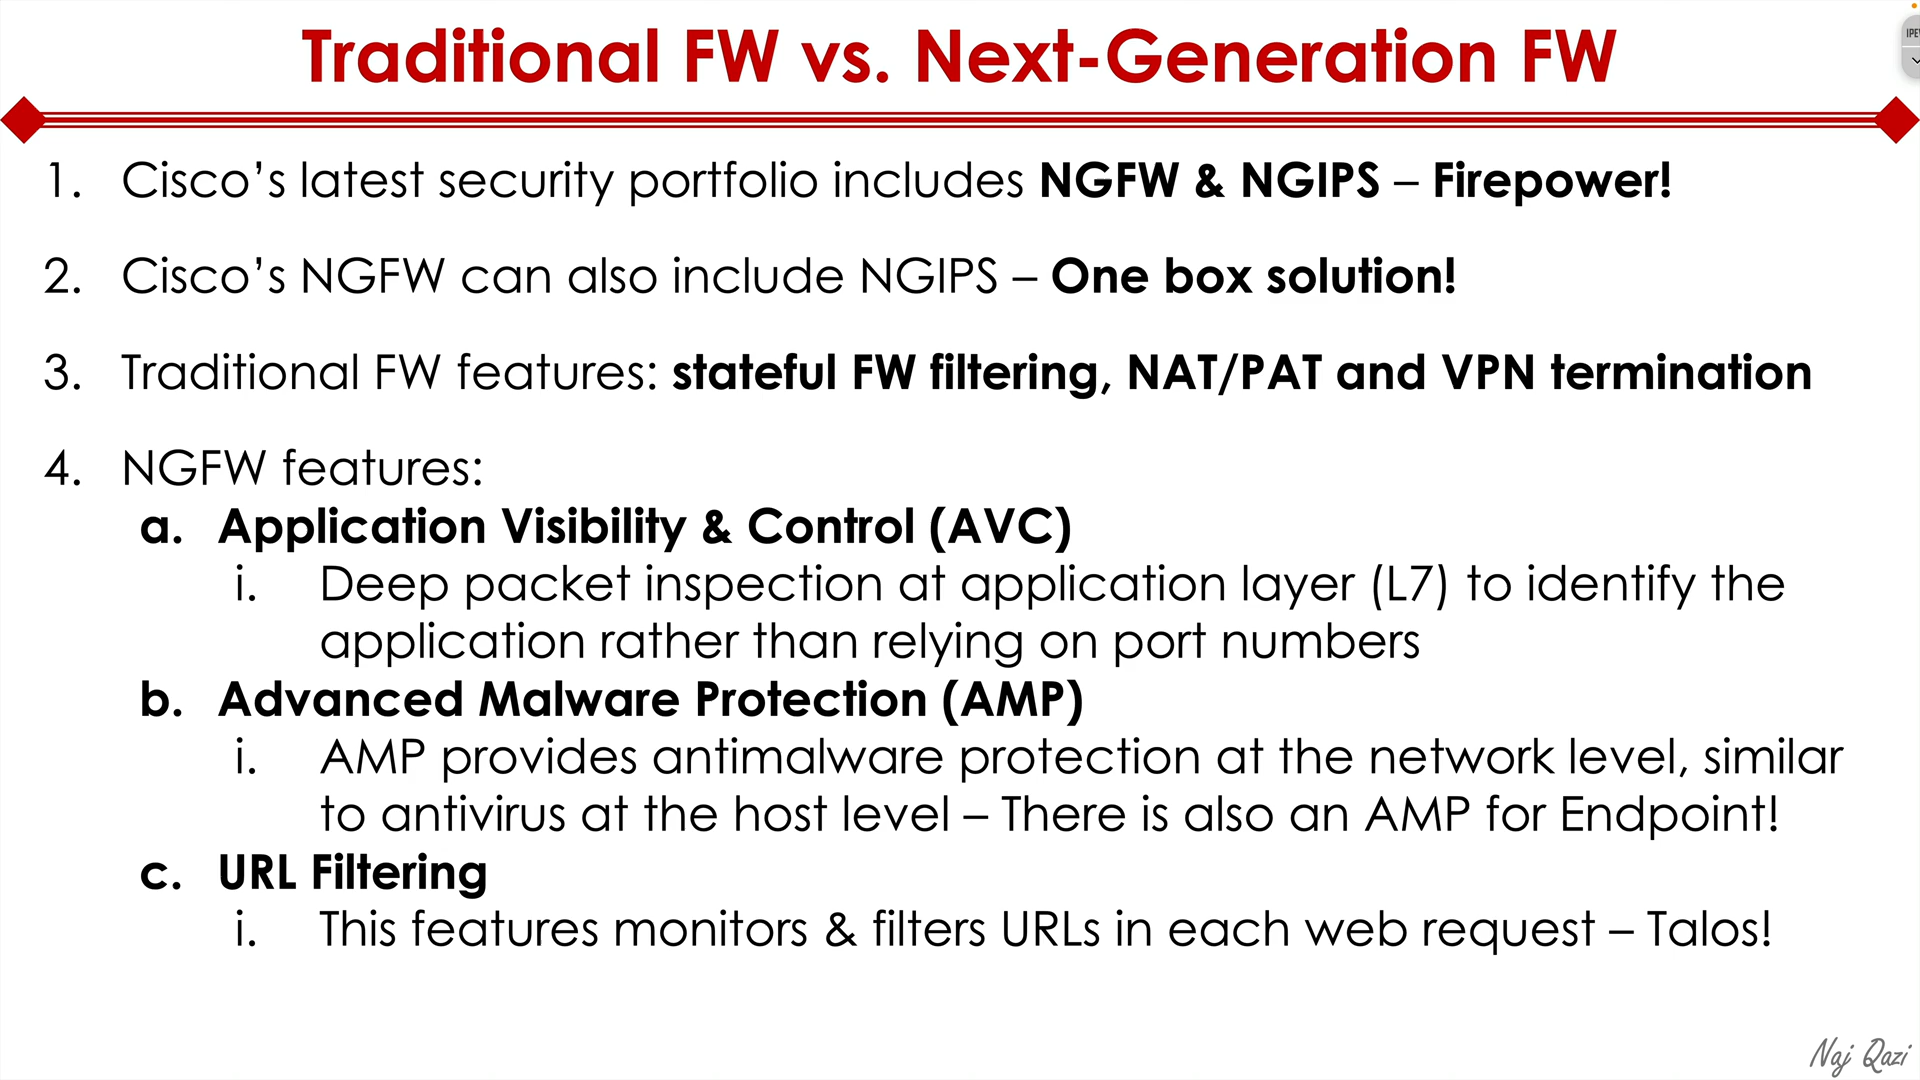 Traditional FW vs. Next-Generation FW
1. Cisco’s latest security portfolio includes NGFW & NGIPS – Firepower!
2. Cisco’s NGFW can also include NGIPS – One box solution!
3. Traditional FW features: stateful FW filtering, NAT/PAT and VPN termination
4. NGFW features:
a. Application Visibility & Control (AVC)
i. Deep packet inspection at application layer (L7) to identify the
application rather than relying on port numbers
b. Advanced Malware Protection (AMP)
i. AMP provides antimalware protection at the network level, similar
to antivirus at the host level – There is also an AMP for Endpoint!
c. URL Filtering
i. This features monitors & filters URLs in each web request – Talos!
Naj Qazi